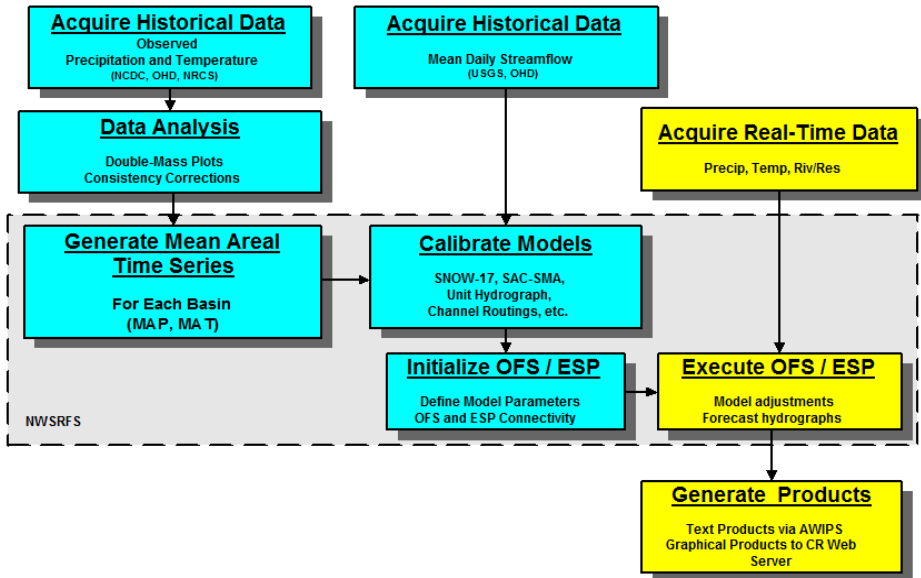 Acquire Historical Data
Observed
Precipitation and Temperature
(NCDC, OHD, NRCS)
Acquire Historical Data
Mean Daily Streamflow
(USGS, OHD)
Data Analysis
Double-Mass Plots
Consistency Corrections
Acquire Real-Time Data
Precip, Temp, Riv/Res
Generate Mean Areal
Time Series
For Each Basin
(MAP, MAT)
Calibrate Models
SNOW-17, SAC-SMA,
Unit Hydrograph,
Channel Routings, etc.
Initialize OFS / ESP
Define Model Parameters
OFS and ESP Connectivity
Execute OFS / ESP
Model adjustments
Forecast hydrographs
NWSRFS
Generate Products
Text Products via AWIPS
Graphical Products to CR Web
Server